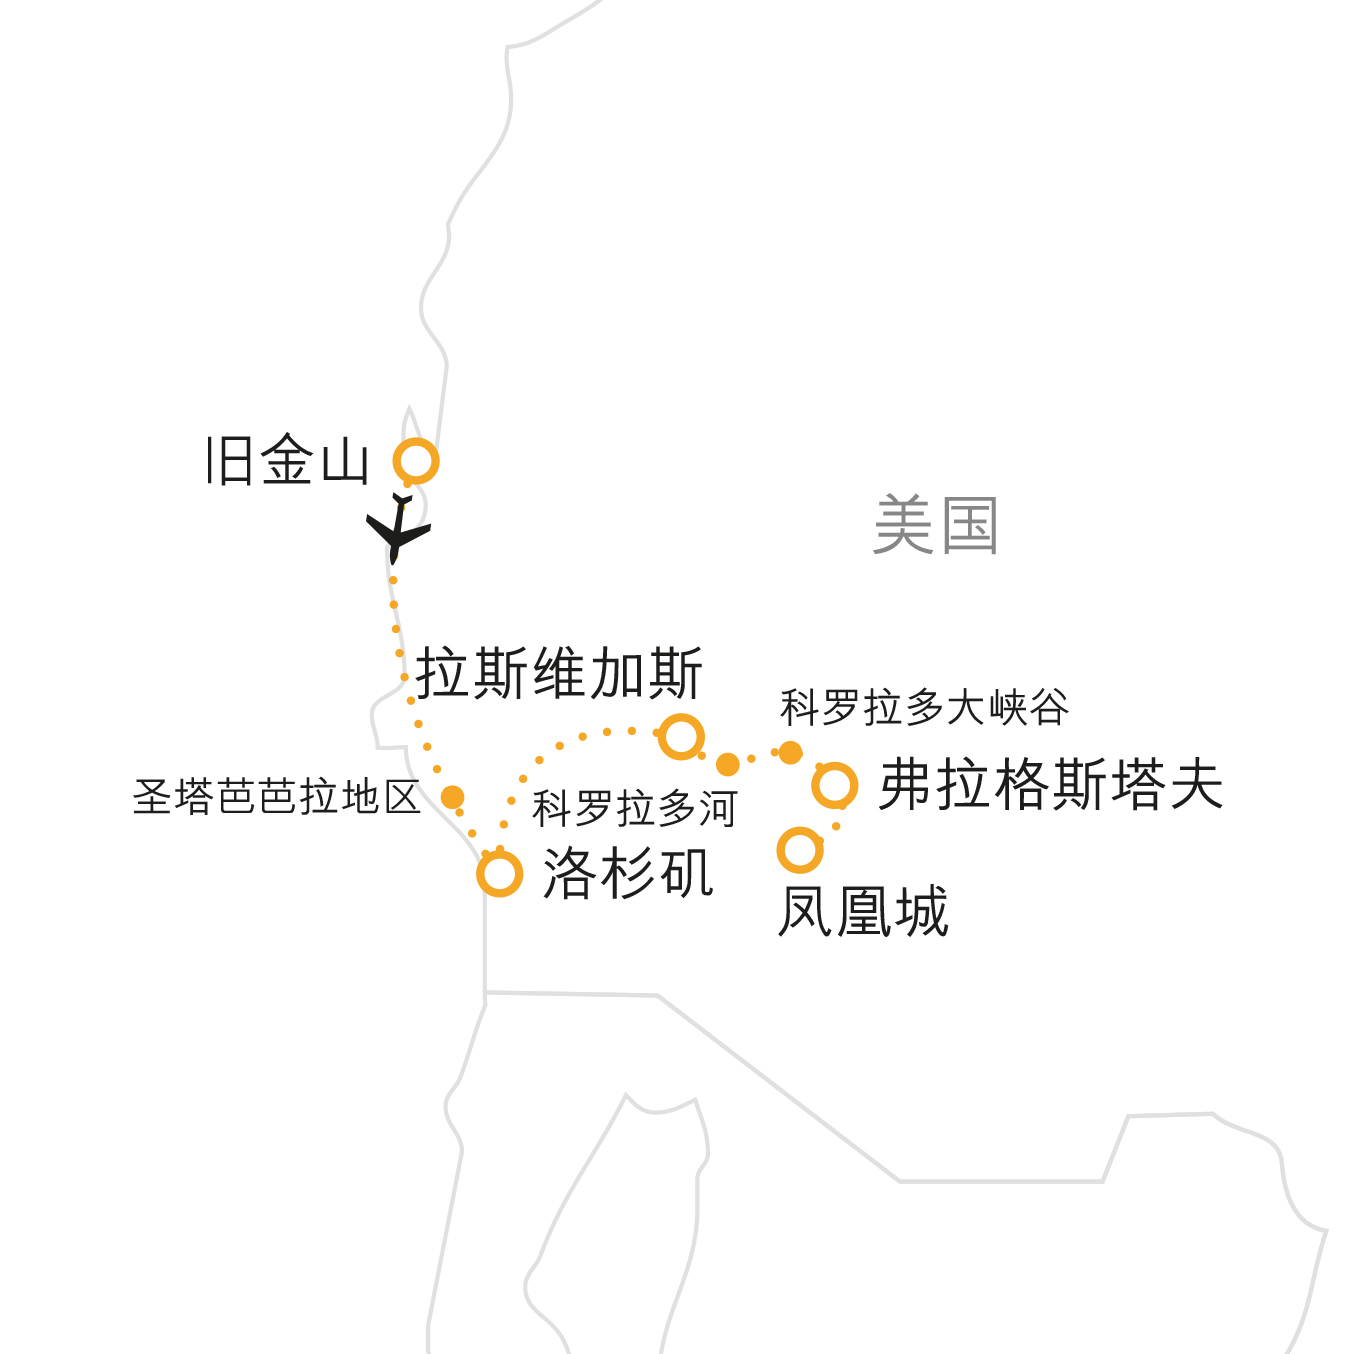 旧金山
美国
拉斯维加斯
科罗拉多大峡谷
弗拉格斯塔夫
圣塔芭芭拉地区
科罗拉多河
洛杉矶
凤凰城